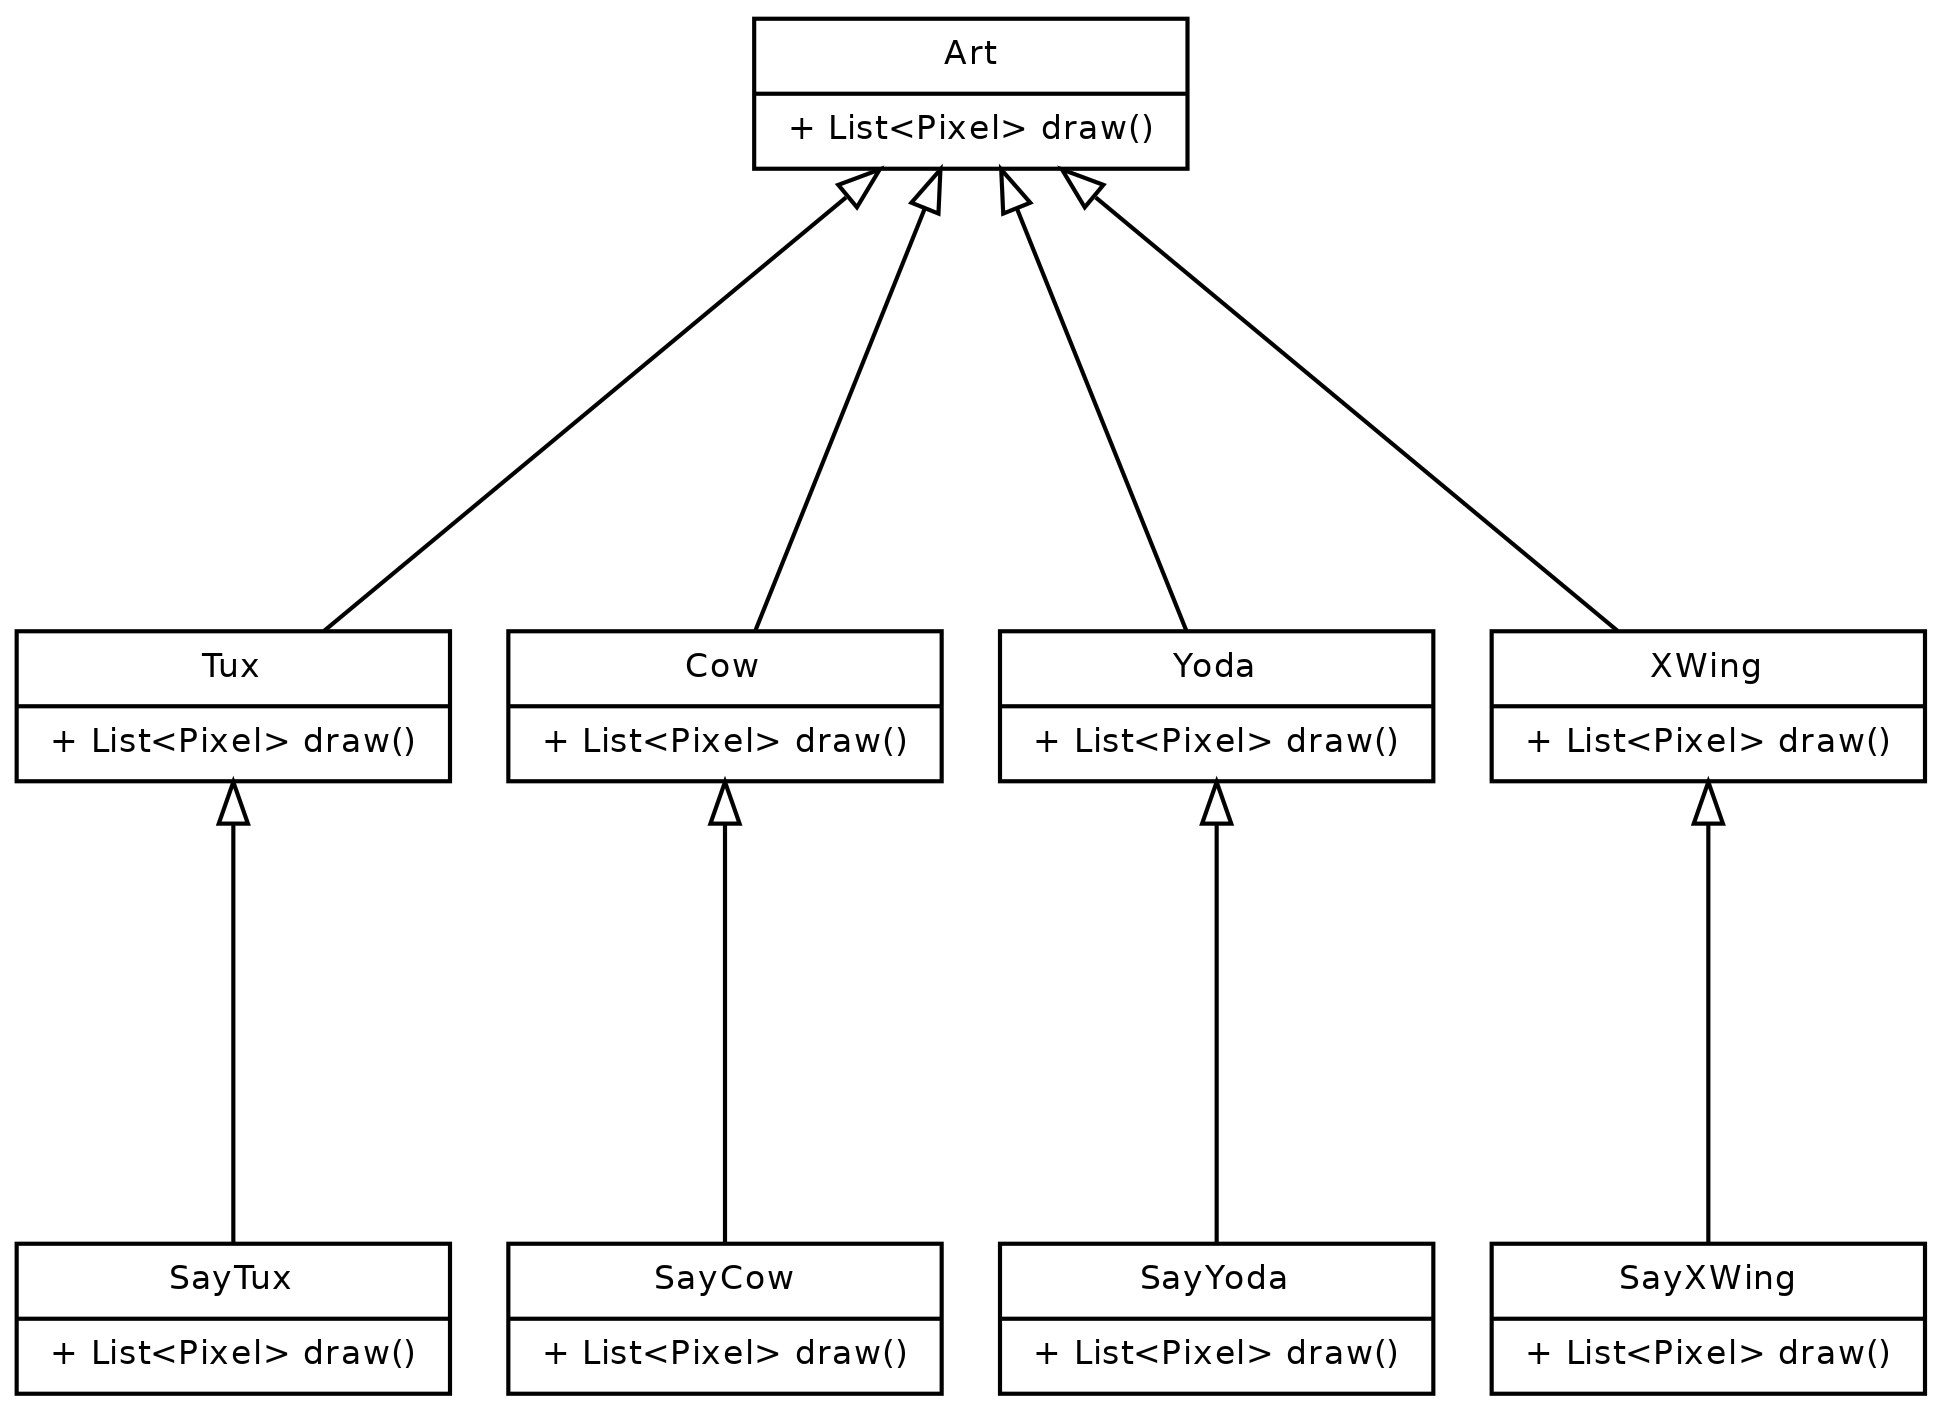 Art
+ List<Pixel> draw()
Tux
+ List<Pixel> draw()
Cow
+ List<Pixel> draw()
Yoda
+ List<Pixel> draw()
XWing
+ List<Pixel> draw()
SayTux
+ List<Pixel> draw()
SayCow
+ List<Pixel> draw()
SayYoda
+ List<Pixel> draw()
SayXWing
+ List<Pixel> draw()